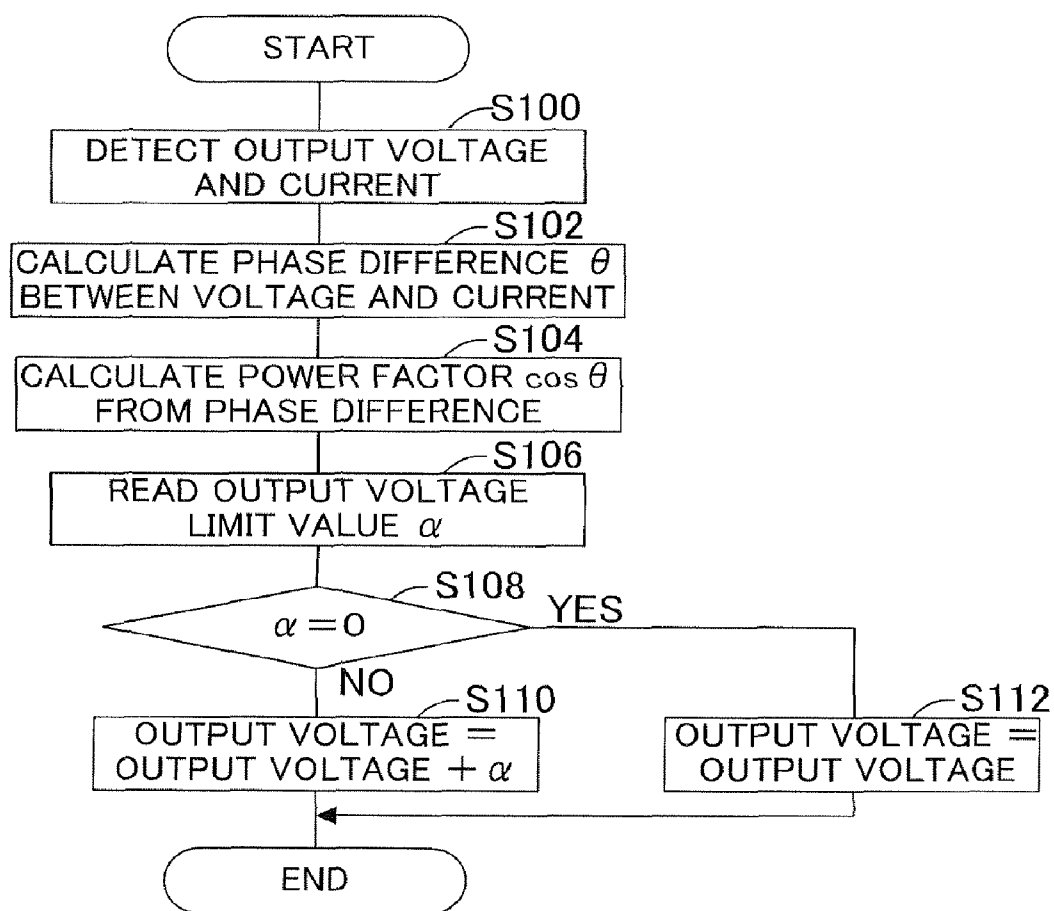 START
S100
DETECT OUTPUT VOLTAGE
AND CURRENT
S102
CALCULATE PHASE DIFFERENCE θ
BETWEEN VOLTAGE AND CURRENT
S104
CALCULATE POWER FACTOR cos θ
FROM PHASE DIFFERENCE
S106
READ OUTPUT VOLTAGE
LIMIT VALUE α
S108
α = 0
YES
NO
S110
OUTPUT VOLTAGE =
OUTPUT VOLTAGE + α
S112
OUTPUT VOLTAGE =
OUTPUT VOLTAGE
END